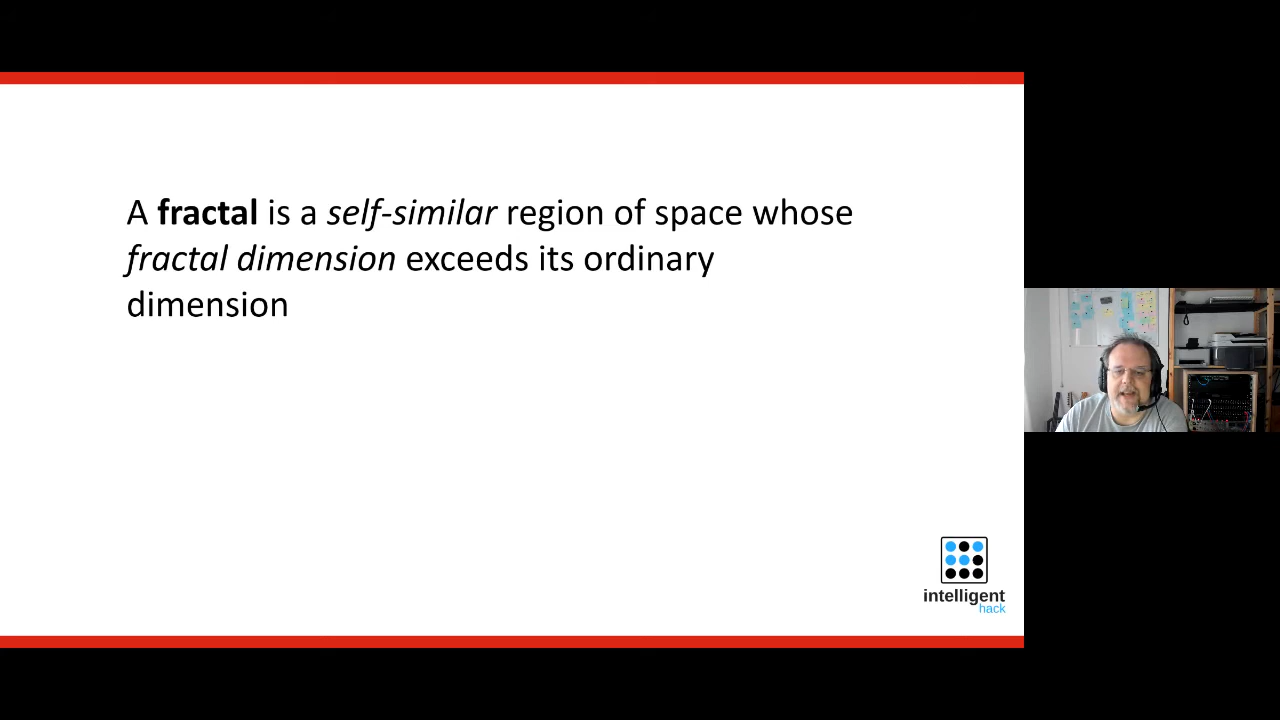 A fractal is a self-similar region of space whose
fractal dimension exceeds its ordinary
dimension
intelligent
hack